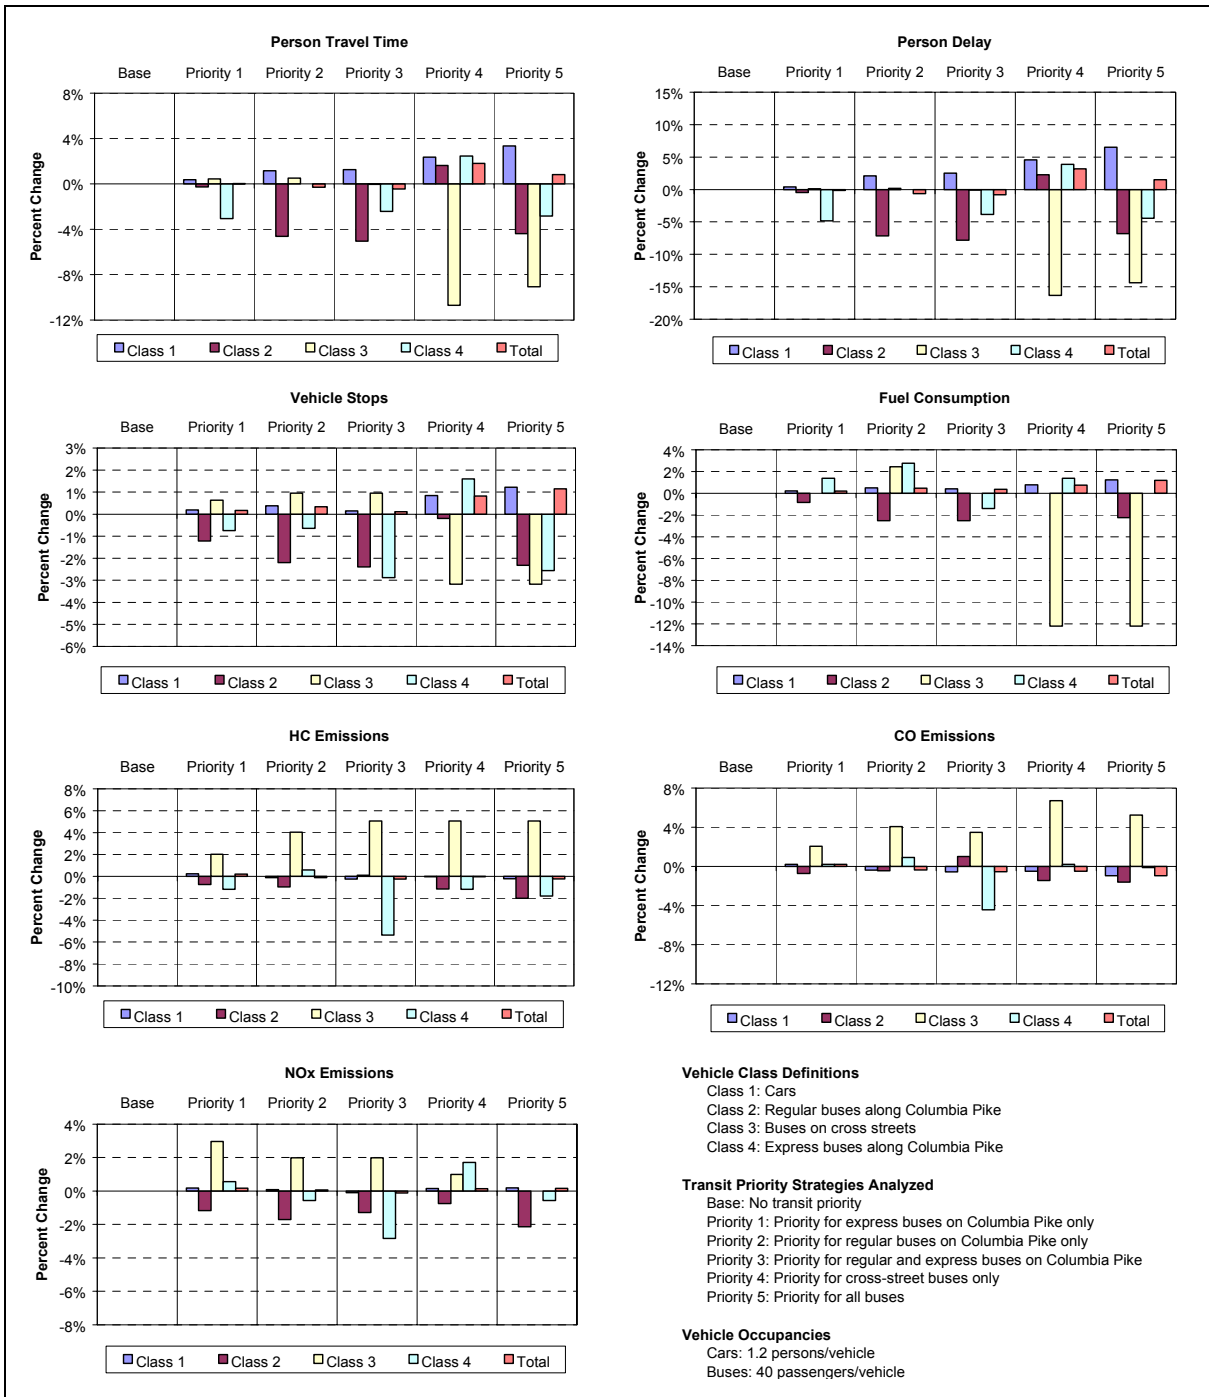 Person Travel Time
Base Priority 1 Priority 2 Priority 3 Priority 4 Priority 5
8%
4%
0%
-4%
-8%
-12%
Percent Change
Class 1 Class 2 Class 3 Class 4 Total
Person Delay
Base Priority 1 Priority 2 Priority 3 Priority 4 Priority 5
15%
10%
5%
0%
-5%
-10%
-15%
-20%
Percent Change
Class 1 Class 2 Class 3 Class 4 Total
Vehicle Stops
Base Priority 1 Priority 2 Priority 3 Priority 4 Priority 5
3%
2%
1%
0%
-1%
-2%
-3%
-4%
-5%
-6%
Percent Change
Class 1 Class 2 Class 3 Class 4 Total
Fuel Consumption
Base Priority 1 Priority 2 Priority 3 Priority 4 Priority 5
4%
2%
0%
-2%
-4%
-6%
-8%
-10%
-12%
-14%
Percent Change
Class 1 Class 2 Class 3 Class 4 Total
HC Emissions
Base Priority 1 Priority 2 Priority 3 Priority 4 Priority 5
8%
6%
4%
2%
0%
-2%
-4%
-6%
-8%
-10%
Percent Change
Class 1 Class 2 Class 3 Class 4 Total
CO Emissions
Base Priority 1 Priority 2 Priority 3 Priority 4 Priority 5
8%
4%
0%
-4%
-8%
-12%
Percent Change
Class 1 Class 2 Class 3 Class 4 Total
NOx Emissions
Base Priority 1 Priority 2 Priority 3 Priority 4 Priority 5
4%
2%
0%
-2%
-4%
-6%
-8%
Percent Change
Class 1 Class 2 Class 3 Class 4 Total
Vehicle Class Definitions
Class 1: Cars
Class 2: Regular buses along Columbia Pike
Class 3: Buses on cross streets
Class 4: Express buses along Columbia Pike
Transit Priority Strategies Analyzed
Base: No transit priority
Priority 1: Priority for express buses on Columbia Pike only
Priority 2: Priority for regular buses on Columbia Pike only
Priority 3: Priority for regular and express buses on Columbia Pike
Priority 4: Priority for cross-street buses only
Priority 5: Priority for all buses
Vehicle Occupancies
Cars: 1.2 persons/vehicle
Buses: 40 passengers/vehicle